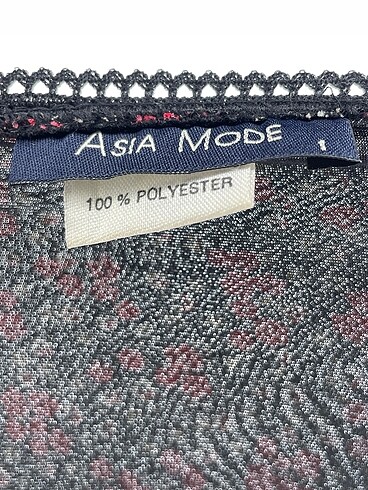 ASIA MODE 1
100 % POLYESTER